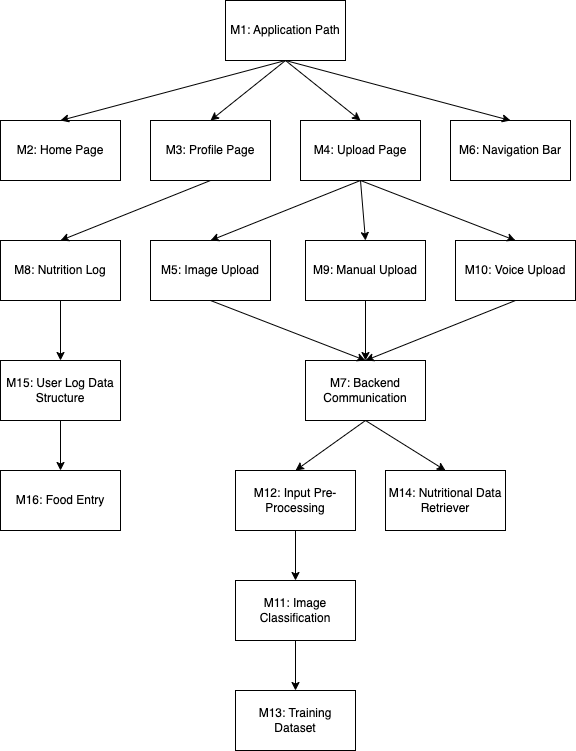 M1: Application Path
M2: Home Page
M3: Profile Page
M4: Upload Page
M6: Navigation Bar
M8: Nutrition Log
M5: Image Upload
M9: Manual Upload
M10: Voice Upload
M15: User Log Data
Structure
M7: Backend
Communication
M16: Food Entry
M12: Input Pre-
Processing
M14: Nutritional Data
Retriever
M11: Image
Classification
M13: Training
Dataset